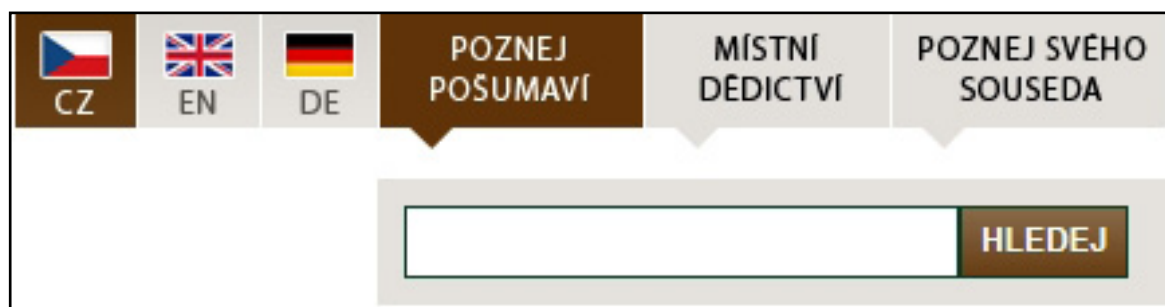 CZ
EN
DE
POZNEJ
POŠUMAVÍ
MÍSTNÍ
DĚDICTVÍ
POZNEJ SVÉHO
SOUSEDA
HLEDEJ